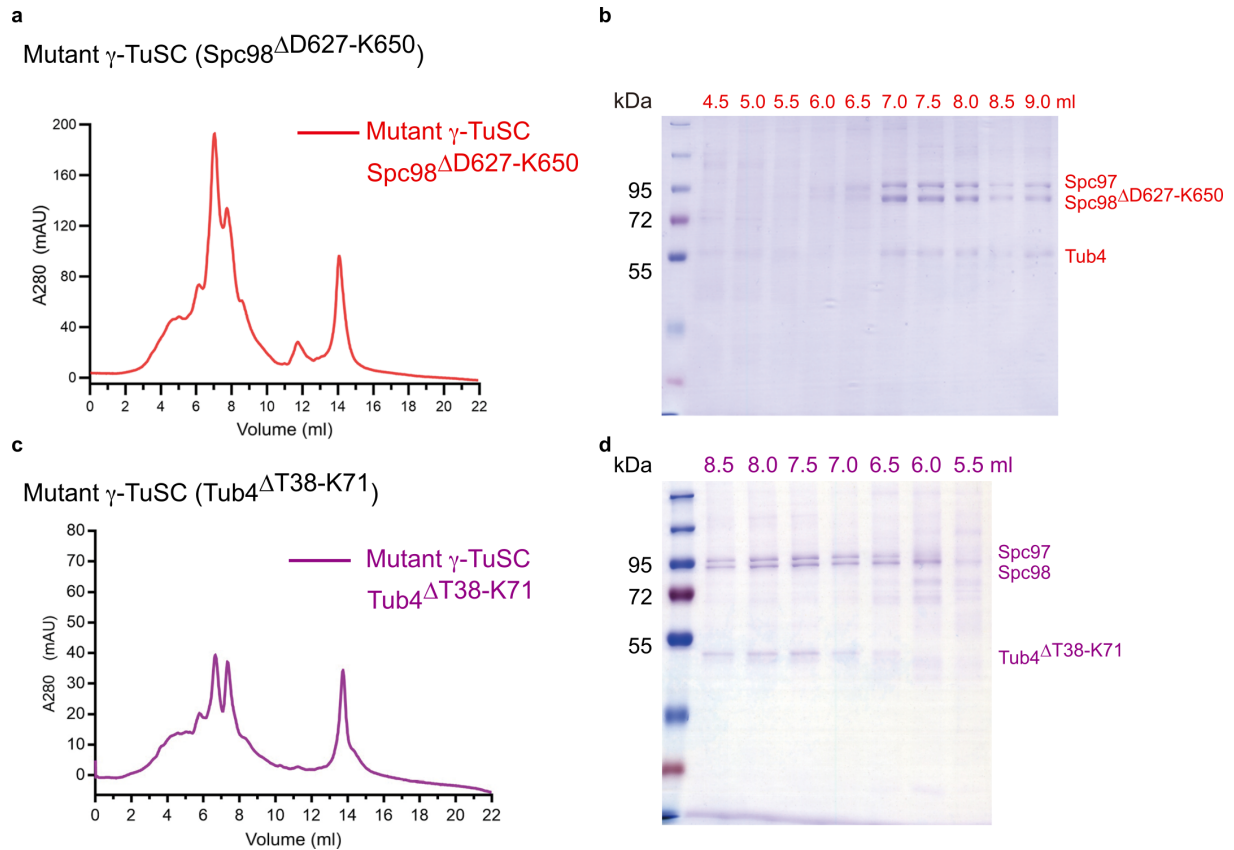 a
Mutant γ-TuSC (Spc98ΔD627-K650)
Mutant γ-TuSC
Spc98ΔD627-K650
A280 (mAU)
200
160
120
80
40
0
0 2 4 6 8 10 12 14 16 18 20 22
Volume (ml)
b
kDa
4.5 5.0 5.5 6.0 6.5 7.0 7.5 8.0 8.5 9.0 ml
95
72
55
Spc97
Spc98ΔD627-K650
Tub4
c
Mutant γ-TuSC (Tub4ΔT38-K71)
Mutant γ-TuSC
Tub4ΔT38-K71
A280 (mAU)
80
70
60
50
40
30
20
10
0
0 2 4 6 8 10 12 14 16 18 20 22
Volume (ml)
d
kDa
8.5 8.0 7.5 7.0 6.5 6.0 5.5 ml
95
72
55
Spc97
Spc98
Tub4ΔT38-K71